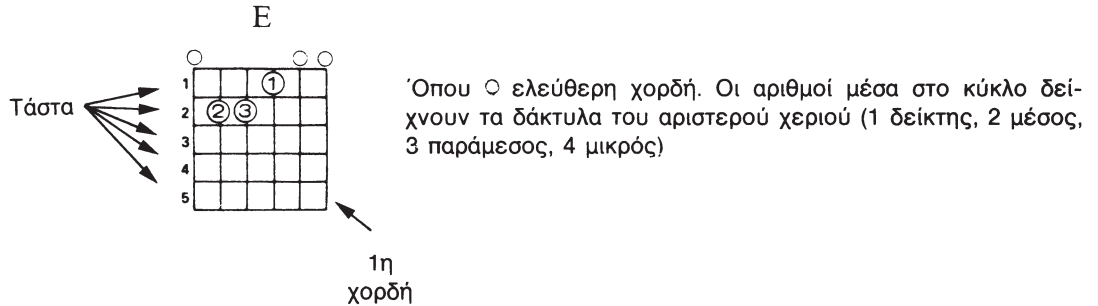 E
Τάστα
1
2
3
4
5
1
2 3
Όπου ○ ελεύθερη χορδή. Οι αριθμοί μέσα στο κύκλο δεί-
χνουν τα δάκτυλα του αριστερού χεριού (1 δείκτης, 2 μέσος,
3 παράμεσος, 4 μικρός)
1η
χορδή